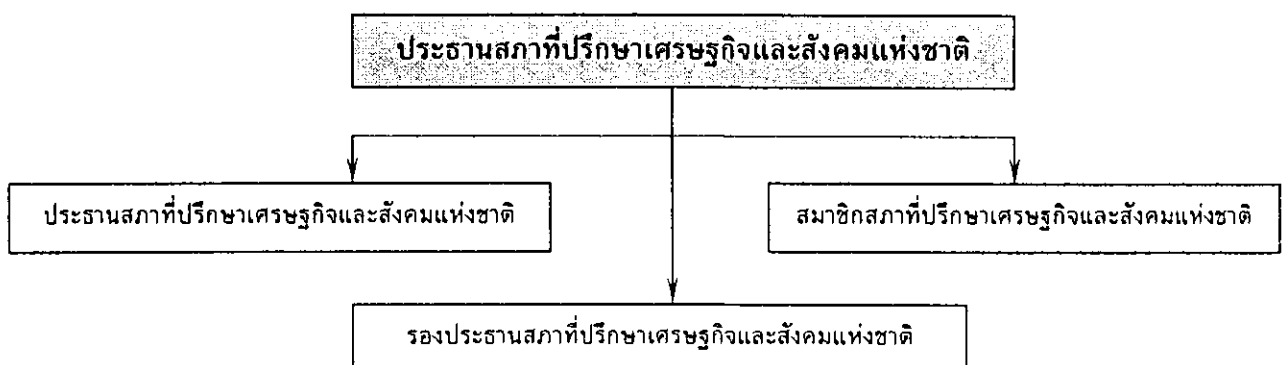 ประธานสภาที่ปรึกษาเศรษฐกิจและสังคมแห่งชาติ
ประธานสภาที่ปรึกษาเศรษฐกิจและสังคมแห่งชาติ
สมาชิกสภาที่ปรึกษาเศรษฐกิจและสังคมแห่งชาติ
รองประธานสภาที่ปรึกษาเศรษฐกิจและสังคมแห่งชาติ